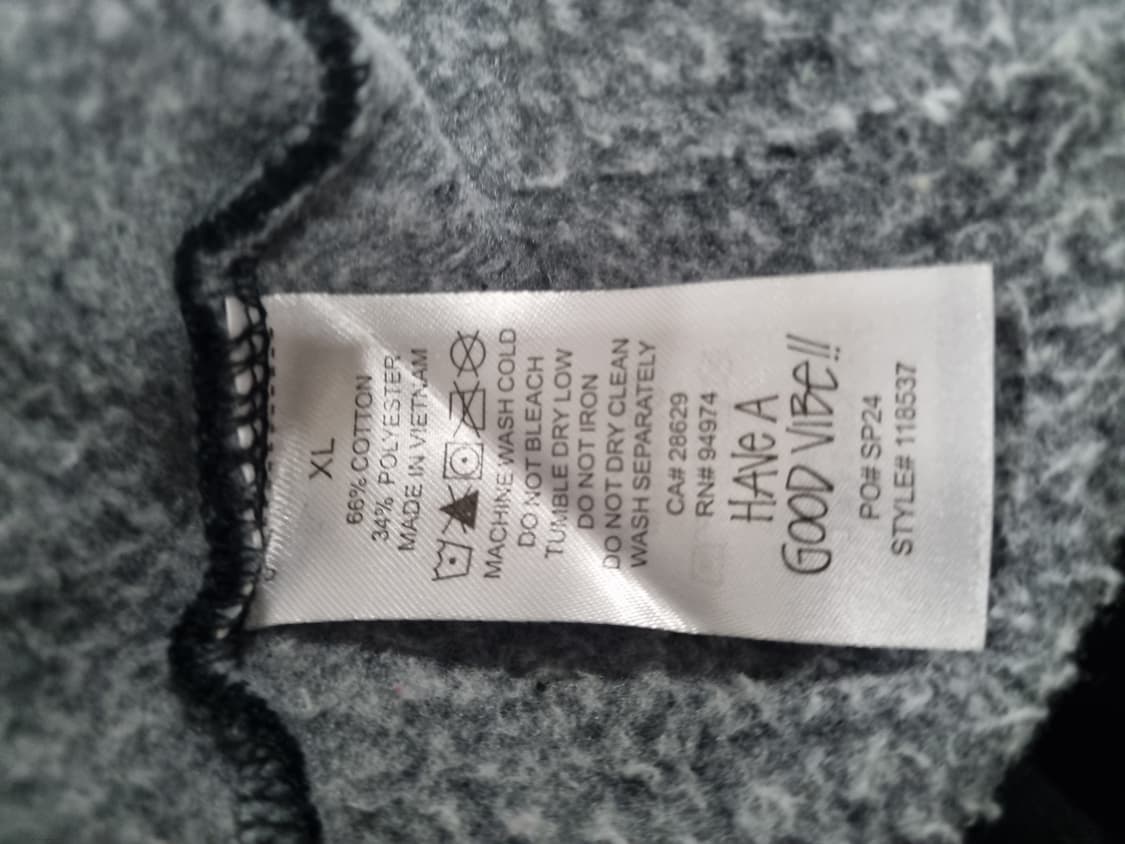 XL
66% COTTON
34% POLYESTER
MADE IN VIETNAM
MACHINE WASH COLD
DO NOT BLEACH
TUMBLE DRY LOW
DO NOT IRON
DO NOT DRY CLEAN
WASH SEPARATELY
CA# 28629
RN# 94974
HAVE A
GOOD VIBE!!
PO# SP24
STYLE# 118537